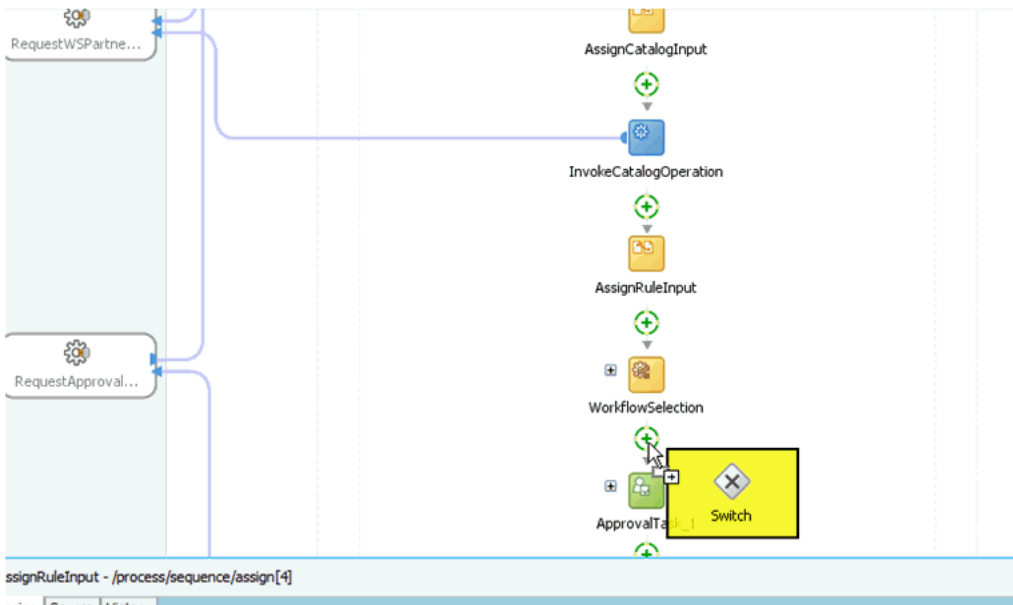 RequestWSPartne...
AssignCatalogInput
InvokeCatalogOperation
AssignRuleInput
RequestApproval...
WorkflowSelection
ApprovalTask_1
Switch
ssignRuleInput - /process/sequence/assign[4]